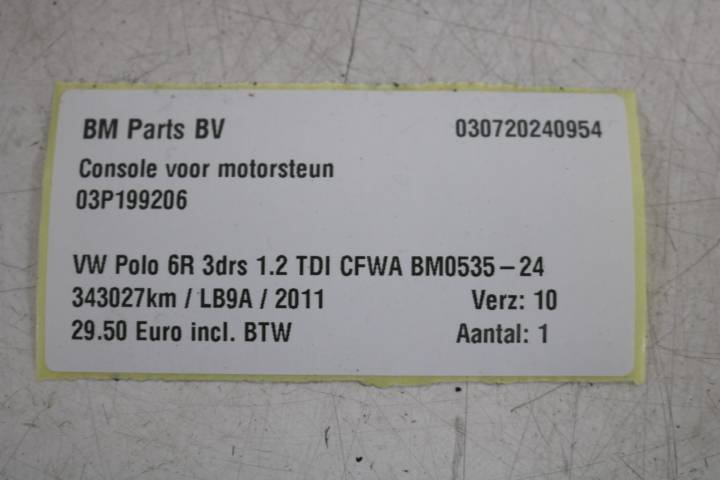 BM Parts BV 030720240954
Console voor motorsteun
03P199206
VW Polo 6R 3drs 1.2 TDI CFWA BM0535-24
343027km / LB9A / 2011 Verz: 10
29.50 Euro incl. BTW Aantal: 1